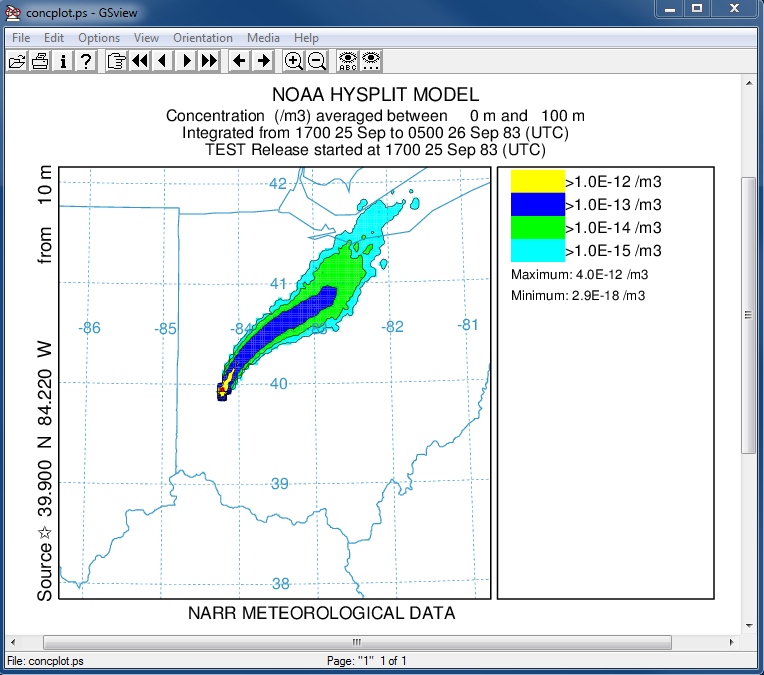 concplot.ps - GSview
File Edit Options View Orientation Media Help
i ? ABC
NOAA HYSPLIT MODEL
Concentration (/m3) averaged between 0 m and 100 m
Integrated from 1700 25 Sep to 0500 26 Sep 83 (UTC)
TEST Release started at 1700 25 Sep 83 (UTC)
Source ☆ 39.900 N 84.220 W from 10 m
42
41
-86 -85 -84 -83 -82 -81
40
39
38
>1.0E-12 /m3
>1.0E-13 /m3
>1.0E-14 /m3
>1.0E-15 /m3
Maximum: 4.0E-12 /m3
Minimum: 2.9E-18 /m3
NARR METEOROLOGICAL DATA
File: concplot.ps Page: "1" 1 of 1